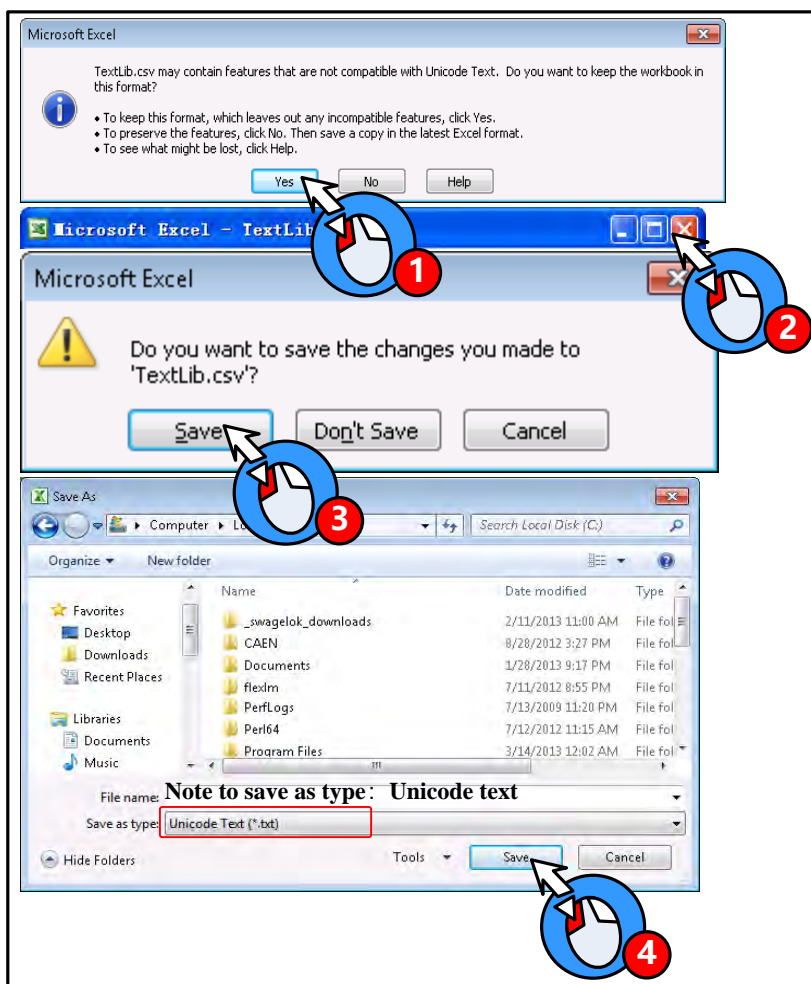 Microsoft Excel
TextLib.csv may contain features that are not compatible with Unicode Text. Do you want to keep the workbook in
this format?
• To keep this format, which leaves out any incompatible features, click Yes.
• To preserve the features, click No. Then save a copy in the latest Excel format.
• To see what might be lost, click Help.
Yes No Help
Microsoft Excel - TextLib
1
2
Microsoft Excel
Do you want to save the changes you made to
'TextLib.csv'?
Save Don't Save Cancel
3
Save As
Computer Search Local Disk (C:)
Organize New folder
Name Date modified Type
Favorites
Desktop
Downloads
Recent Places
Libraries
Documents
Music
_swagelok_downloads 2/11/2013 11:00 AM File fol
CAEN 8/28/2012 3:27 PM File fol
Documents 1/28/2013 9:17 PM File fol
flexlm 7/11/2012 8:55 PM File fol
PerfLogs 7/13/2009 11:20 PM File fol
Perl64 7/12/2012 11:15 AM File fol
Program Files 3/14/2013 12:02 AM File fol
File name: Note to save as type：Unicode text
Save as type: Unicode Text (*.txt)
Hide Folders Tools Save Cancel
4